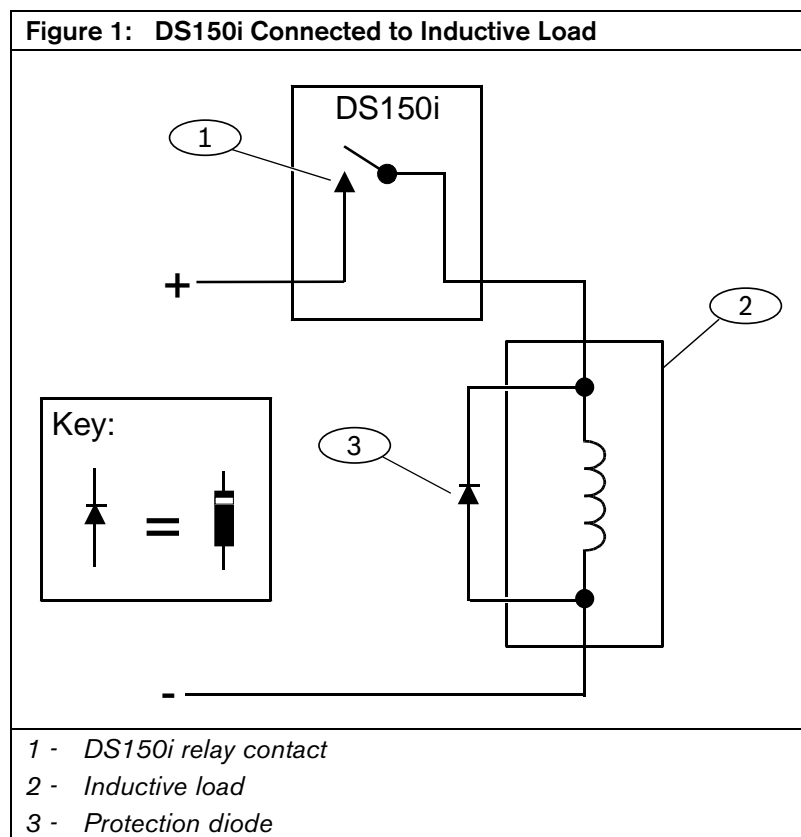 Figure 1: DS150i Connected to Inductive Load
DS150i
1
+
2
3
Key:
=
-
1 - DS150i relay contact
2 - Inductive load
3 - Protection diode